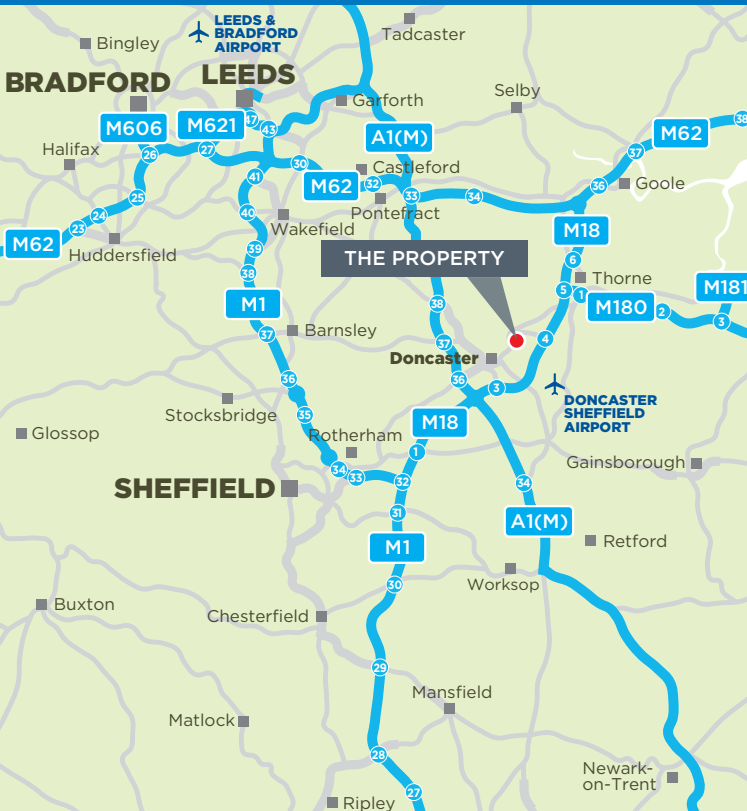 LEEDS &
BRADFORD
AIRPORT
Tadcaster
Bingley
BRADFORD
LEEDS
Garforth
Selby
M606
M621
47
43
A1(M)
M62
38
37
Halifax
26
27
30
Castleford
41
M62
32
33
34
36
Goole
25
24
23
40
Pontefract
Wakefield
M62
Huddersfield
39
38
M18
6
THE PROPERTY
Thorne
5
1
M180
M181
2
3
M1
38
37
Barnsley
37
4
Doncaster
36
36
3
Stocksbridge
35
DONCASTER
SHEFFIELD
AIRPORT
M18
Glossop
Rotherham
1
34
33
32
Gainsborough
34
SHEFFIELD
31
A1(M)
M1
Retford
30
Worksop
Buxton
Chesterfield
29
Mansfield
Matlock
28
Newark-
on-Trent
27
Ripley